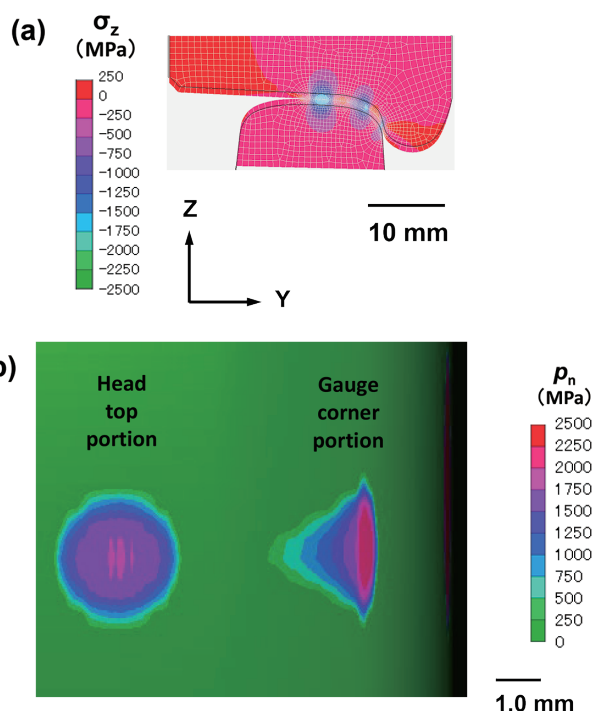 (a)
σz
(MPa)
250
0
−250
−500
−750
−1000
−1250
−1500
−1750
−2000
−2250
−2500
Z
Y
10 mm
b)
Head
top
portion
Gauge
corner
portion
pn
(MPa)
2500
2250
2000
1750
1500
1250
1000
750
500
250
0
1.0 mm